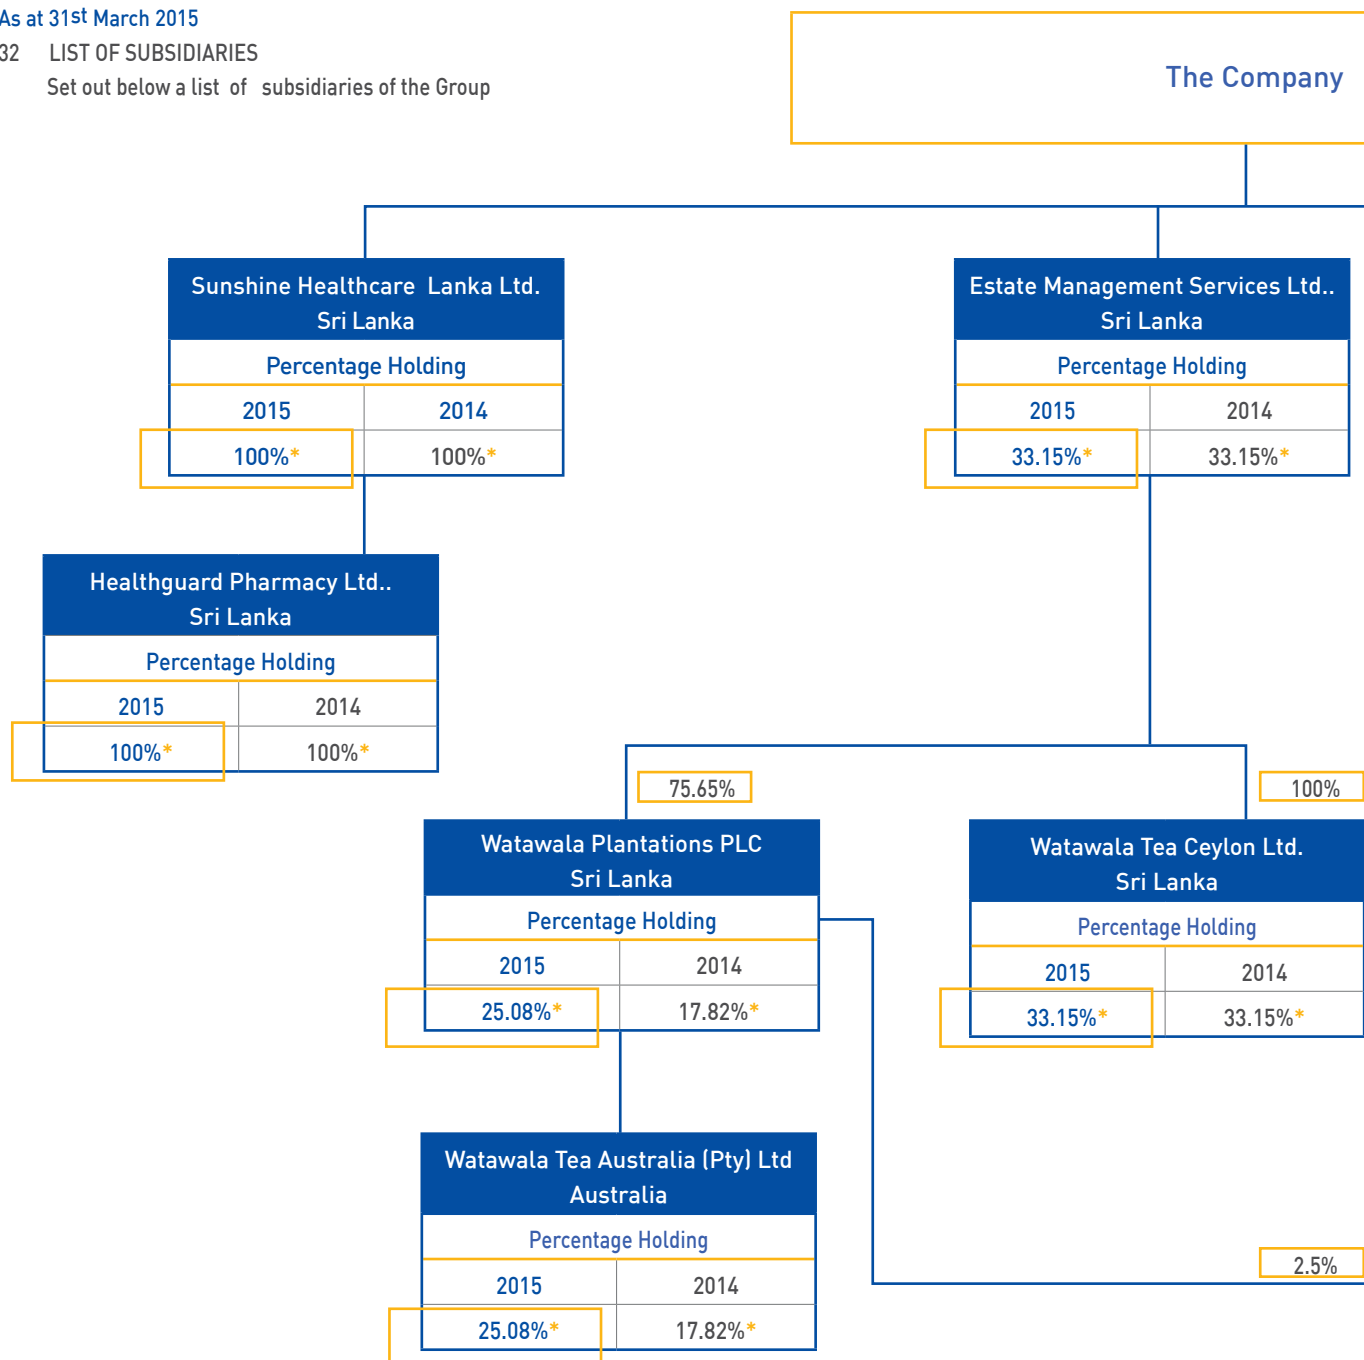 As at 31st March 2015
32 LIST OF SUBSIDIARIES
Set out below a list of subsidiaries of the Group
The Company
Sunshine Healthcare Lanka Ltd.
Sri Lanka
Percentage Holding
2015 2014
100%* 100%*
Estate Management Services Ltd..
Sri Lanka
Percentage Holding
2015 2014
33.15%* 33.15%*
Healthguard Pharmacy Ltd..
Sri Lanka
Percentage Holding
2015 2014
100%* 100%*
75.65%
100%
Watawala Plantations PLC
Sri Lanka
Percentage Holding
2015 2014
25.08%* 17.82%*
Watawala Tea Ceylon Ltd.
Sri Lanka
Percentage Holding
2015 2014
33.15%* 33.15%*
Watawala Tea Australia (Pty) Ltd
Australia
Percentage Holding
2015 2014
25.08%* 17.82%*
2.5%